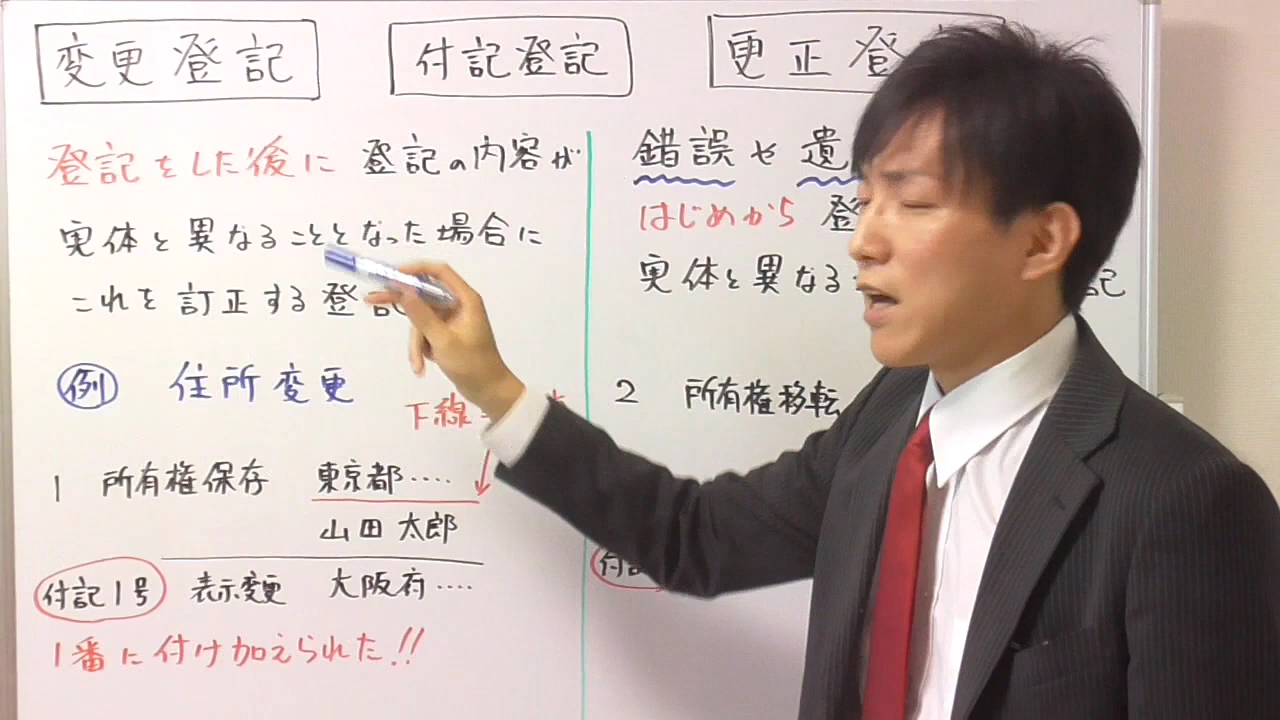 変更登記
付記登記
更正登
登記をした後に 登記の内容が
実体と異なることとなった場合に
これを訂正する登記
例 住所変更
下線
1 所有権保存 東京都‥‥
山田太郎
付記1号 表示変更 大阪府‥‥
1番に付け加えられた!!
錯誤や遺
はじめから 登
実体と異なる 記
2 所有権移転
付記